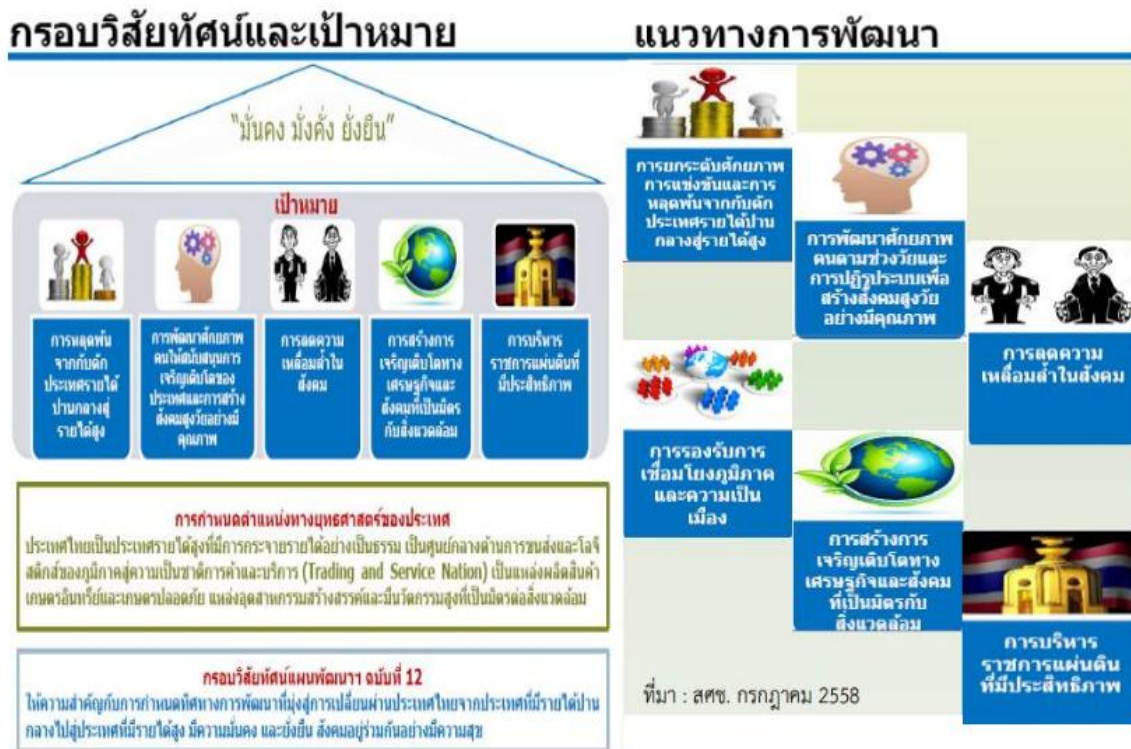 กรอบวิสัยทัศน์และเป้าหมาย
"มั่นคง มั่งคั่ง ยั่งยืน"
เป้าหมาย
การหลุดพ้น
จากกับดัก
ประเทศรายได้
ปานกลางสู่
รายได้สูง
การพัฒนาศักยภาพ
คนให้สนับสนุนการ
เจริญเติบโตของ
ประเทศและการสร้าง
สังคมสูงวัยอย่างมี
คุณภาพ
การลดความ
เหลื่อมล้ำใน
สังคม
การสร้างการ
เจริญเติบโตทาง
เศรษฐกิจและ
สังคมที่เป็นมิตร
กับสิ่งแวดล้อม
การบริหาร
ราชการแผ่นดินที่
มีประสิทธิภาพ
การกำหนดตำแหน่งทางยุทธศาสตร์ของประเทศ
ประเทศไทยเป็นประเทศรายได้สูงที่มีการกระจายรายได้อย่างเป็นธรรม เป็นศูนย์กลางด้านการขนส่งและโลจิ
สติกส์ของภูมิภาคสู่ความเป็นชาติการค้าและบริการ (Trading and Service Nation) เป็นแหล่งผลิตสินค้า
เกษตรอินทรีย์และเกษตรปลอดภัย แหล่งอุตสาหกรรมสร้างสรรค์และมีนวัตกรรมสูงที่เป็นมิตรต่อสิ่งแวดล้อม
กรอบวิสัยทัศน์แผนพัฒนาฯ ฉบับที่ 12
ให้ความสำคัญกับการกำหนดทิศทางการพัฒนาที่มุ่งสู่การเปลี่ยนผ่านประเทศไทยจากประเทศที่มีรายได้ปาน
กลางไปสู่ประเทศที่มีรายได้สูง มีความมั่นคง และยั่งยืน สังคมอยู่ร่วมกันอย่างมีความสุข
แนวทางการพัฒนา
การยกระดับศักยภาพ
การแข่งขันและการ
หลุดพ้นจากกับดัก
ประเทศรายได้ปาน
กลางสู่รายได้สูง
การพัฒนาศักยภาพ
คนตามช่วงวัยและ
การปฏิรูประบบเพื่อ
สร้างสังคมสูงวัย
อย่างมีคุณภาพ
การลดความ
เหลื่อมล้ำในสังคม
การรองรับการ
เชื่อมโยงภูมิภาค
และความเป็น
เมือง
การสร้างการ
เจริญเติบโตทาง
เศรษฐกิจและสังคม
ที่เป็นมิตรกับ
สิ่งแวดล้อม
การบริหาร
ราชการแผ่นดิน
ที่มีประสิทธิภาพ
ที่มา : สศช. กรกฎาคม 2558